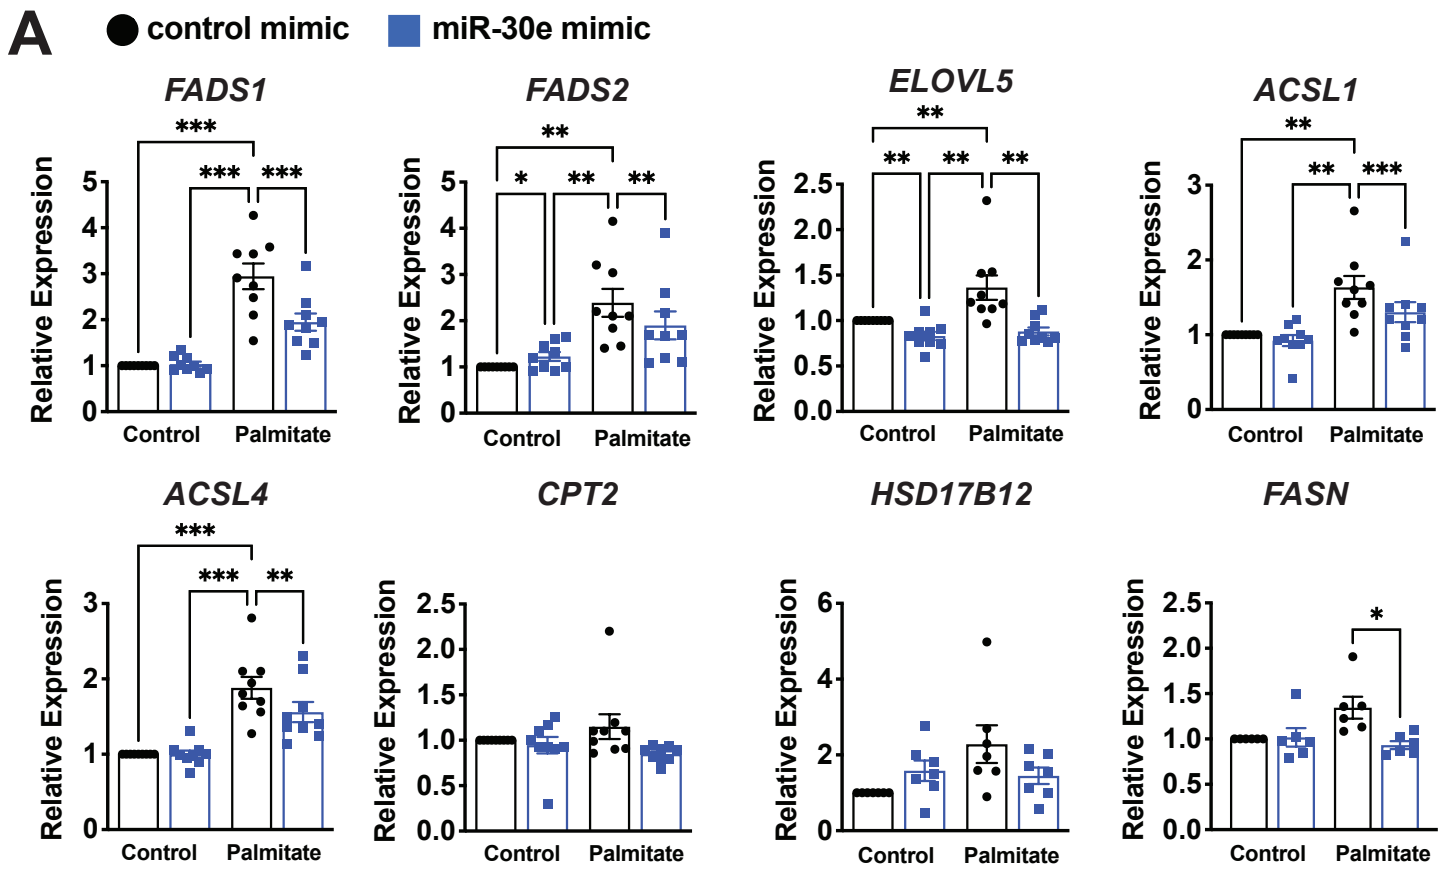 A
control mimic miR-30e mimic
FADS1 FADS2 ELOVL5 ACSL1
*** *** ***
** * ** **
** ** ** **
** ** ***
Relative Expression
5
4
3
2
1
0
Control Palmitate
Relative Expression
5
4
3
2
1
0
Control Palmitate
Relative Expression
2.5
2.0
1.5
1.0
0.5
0.0
Control Palmitate
Relative Expression
3
2
1
0
Control Palmitate
ACSL4 CPT2 HSD17B12 FASN
*** *** **
*
Relative Expression
3
2
1
0
Control Palmitate
Relative Expression
2.5
2.0
1.5
1.0
0.5
0.0
Control Palmitate
Relative Expression
6
4
2
0
Control Palmitate
Relative Expression
2.5
2.0
1.5
1.0
0.5
0.0
Control Palmitate